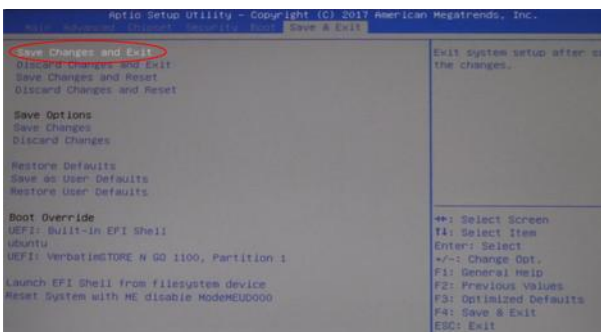 Aptio Setup Utility – Copyright (C) 2017 American Megatrends, Inc.
Main Advanced Chipset Security Boot Save & Exit
Save Changes and Exit
Discard Changes and Exit
Save Changes and Reset
Discard Changes and Reset
Save Options
Save Changes
Discard Changes
Restore Defaults
Save as User Defaults
Restore User Defaults
Boot Override
UEFI: Built-in EFI Shell
ubuntu
UEFI: VerbatimSTORE N GO 1100, Partition 1
Launch EFI Shell from filesystem device
Reset System with ME disable ModeMEUD000
Exit system setup after
the changes.
: Select Screen
: Select Item
Enter: Select
+/-: Change Opt.
F1: General Help
F2: Previous Values
F3: Optimized Defaults
F4: Save & Exit
ESC: Exit